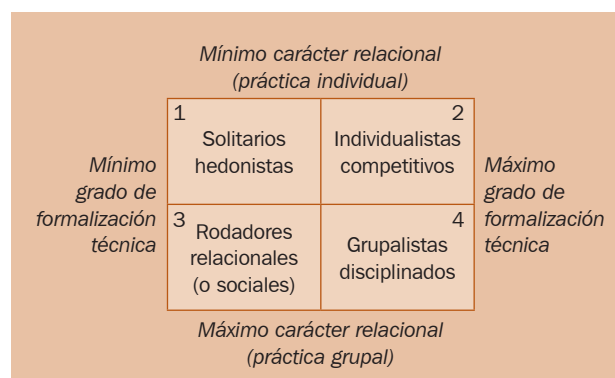 Mínimo carácter relacional
(práctica individual)
1
Solitarios
hedonistas
2
Individualistas
competitivos
Mínimo
grado de
formalización
técnica
Máximo
grado de
formalización
técnica
3
Rodadores
relacionales
(o sociales)
4
Grupalistas
disciplinados
Máximo carácter relacional
(práctica grupal)